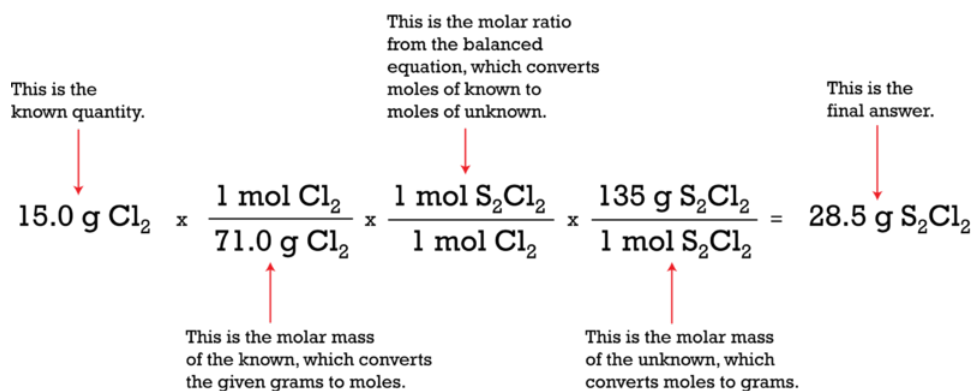 This is the molar ratio
from the balanced
equation, which converts
moles of known to
moles of unknown.
This is the
known quantity.
This is the
final answer.
15.0 g Cl₂ x 1 mol Cl₂ / 71.0 g Cl₂ x 1 mol S₂Cl₂ / 1 mol Cl₂ x 135 g S₂Cl₂ / 1 mol S₂Cl₂ = 28.5 g S₂Cl₂
This is the molar mass
of the known, which converts
the given grams to moles.
This is the molar mass
of the unknown, which
converts moles to grams.